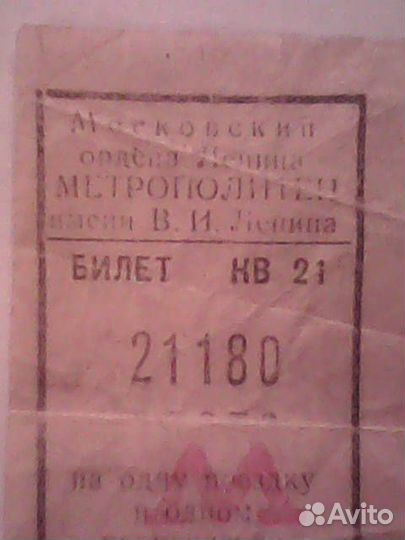 Московский
ордена Ленина
МЕТРОПОЛИТЕН
имени В. И. Ленина
БИЛЕТ НВ 21
21180
на одну поездку
в одном
Avito